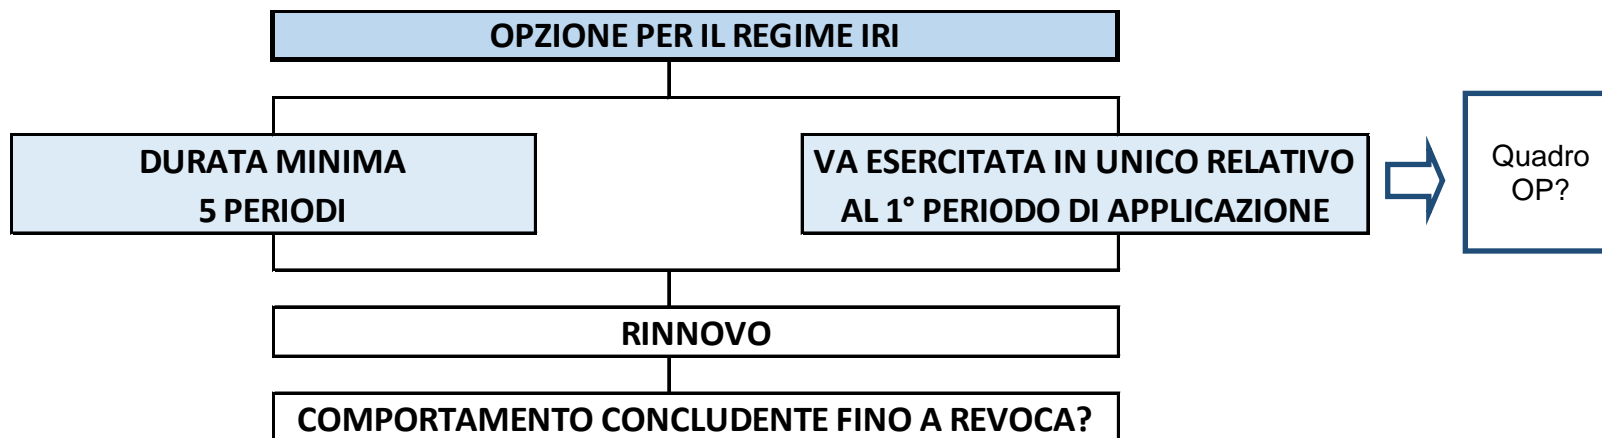 OPZIONE PER IL REGIME IRI
DURATA MINIMA
5 PERIODI
VA ESERCITATA IN UNICO RELATIVO
AL 1° PERIODO DI APPLICAZIONE
Quadro
OP?
RINNOVO
COMPORTAMENTO CONCLUDENTE FINO A REVOCA?